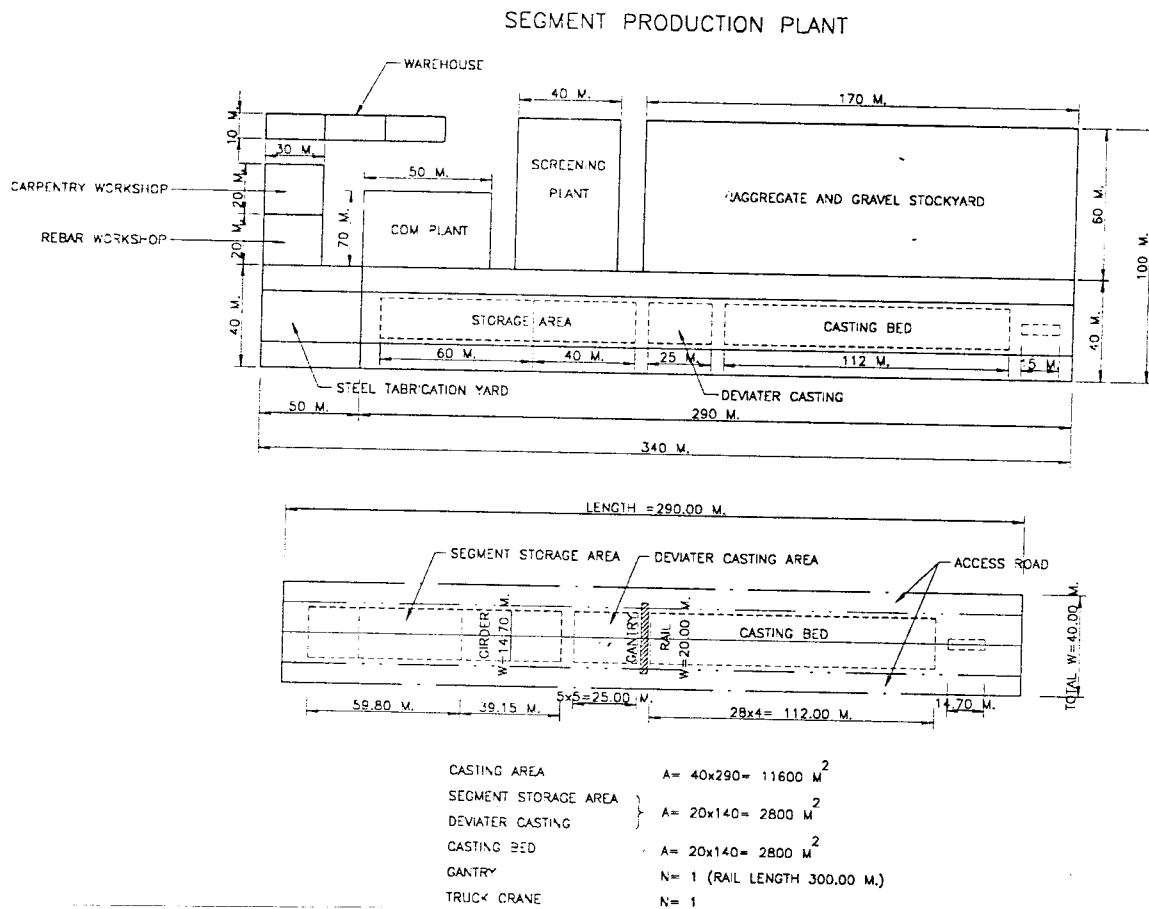 SEGMENT PRODUCTION PLANT
WAREHOUSE
40 M.
170 M.
10 M.
30 M.
SCREENING
PLANT
50 M.
CARPENTRY WORKSHOP
20 M.
AGGREGATE AND GRAVEL STOCKYARD
60 M.
100 M.
REBAR WORKSHOP
20 M.
70 M.
COM PLANT
40 M.
STORAGE AREA
CASTING BED
40 M.
60 M.
40 M.
25 M.
112 M.
15 M.
STEEL TABRICATION YARD
DEVIATER CASTING
50 M.
290 M.
340 M.
LENGTH =290.00 M.
SEGMENT STORAGE AREA
DEVIATER CASTING AREA
ACCESS ROAD
GIRDER
W=14.70 M.
GANTRY
RAIL
W=20.00 M.
CASTING BED
TOTAL W=40.00 M.
59.80 M.
39.15 M.
5x5=25.00 M.
28x4= 112.00 M.
14.70 M.
CASTING AREA A= 40x290= 11600 M2
SEGMENT STORAGE AREA
DEVIATER CASTING
A= 20x140= 2800 M2
CASTING BED A= 20x140= 2800 M2
GANTRY N= 1 (RAIL LENGTH 300.00 M.)
TRUCK CRANE N= 1